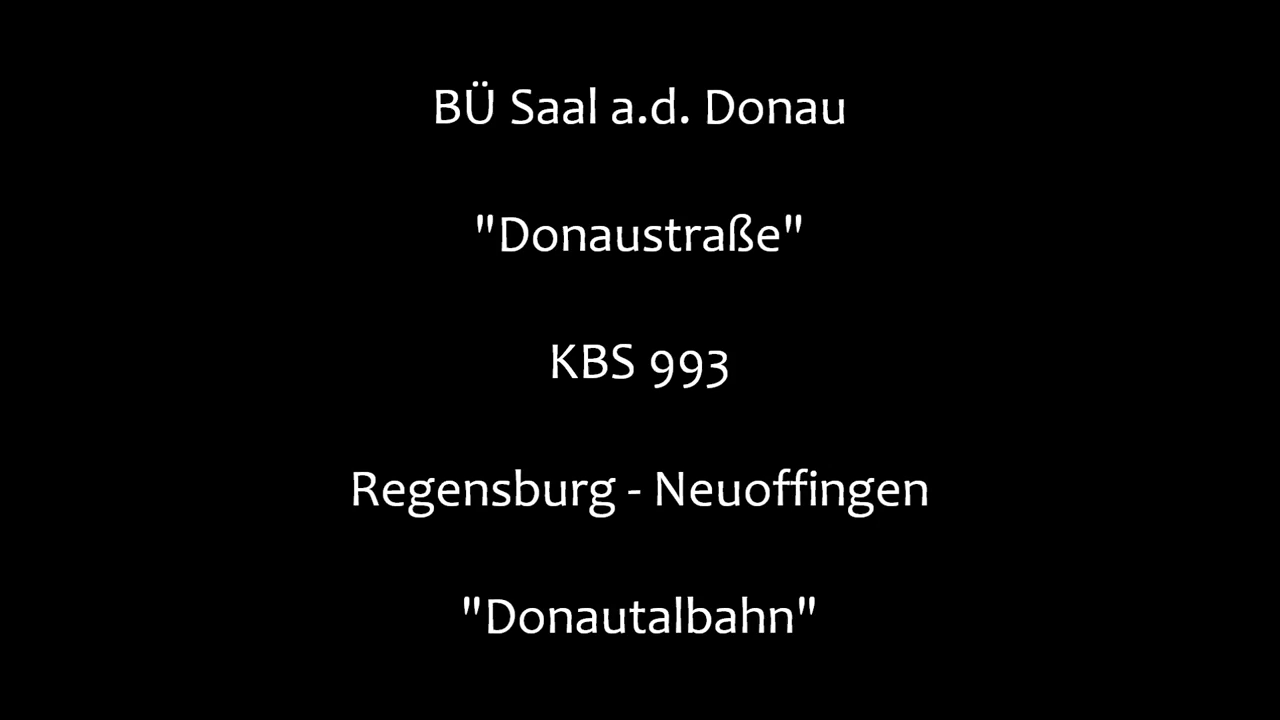 BÜ Saal a.d. Donau
"Donaustraße"
KBS 993
Regensburg - Neuoffingen
"Donautalbahn"